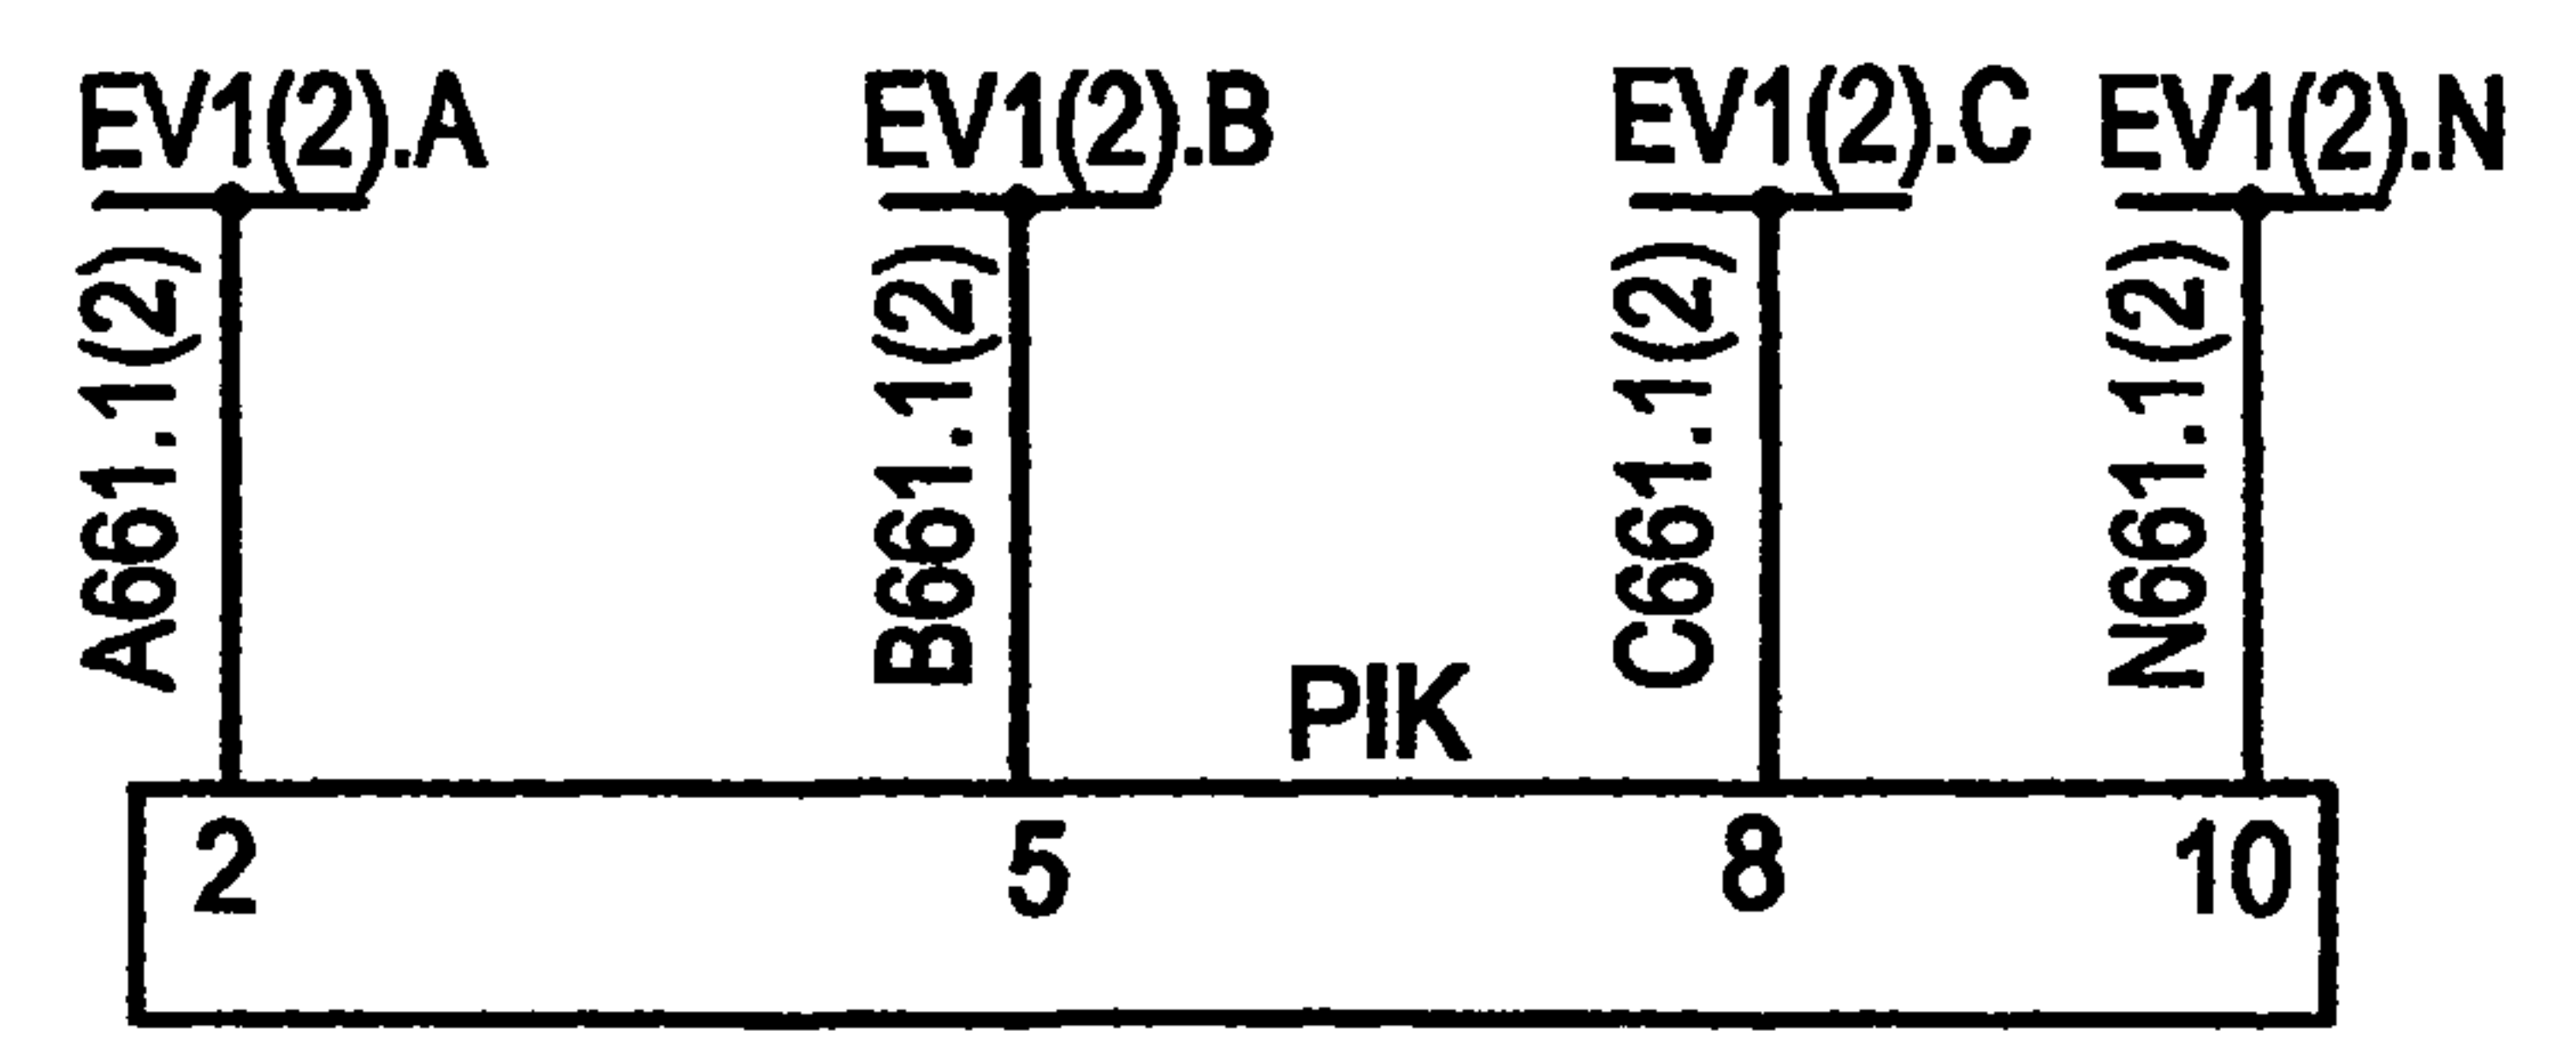 EV1(2).A EV1(2).B EV1(2).C EV1(2).N
A661.1(2) B661.1(2) C661.1(2) N661.1(2)
PIK
2 5 8 10